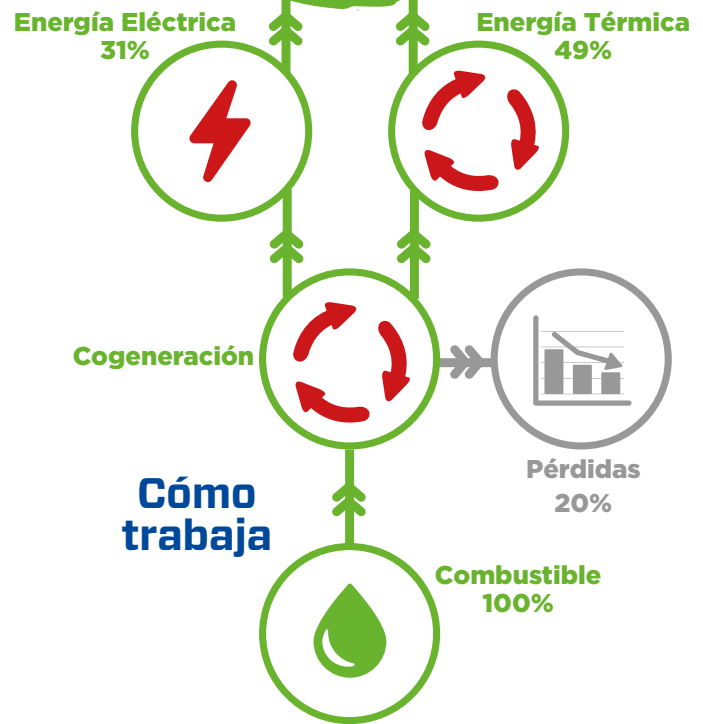 Energía Eléctrica
31%
Energía Térmica
49%
Cogeneración
Pérdidas
20%
Cómo
trabaja
Combustible
100%